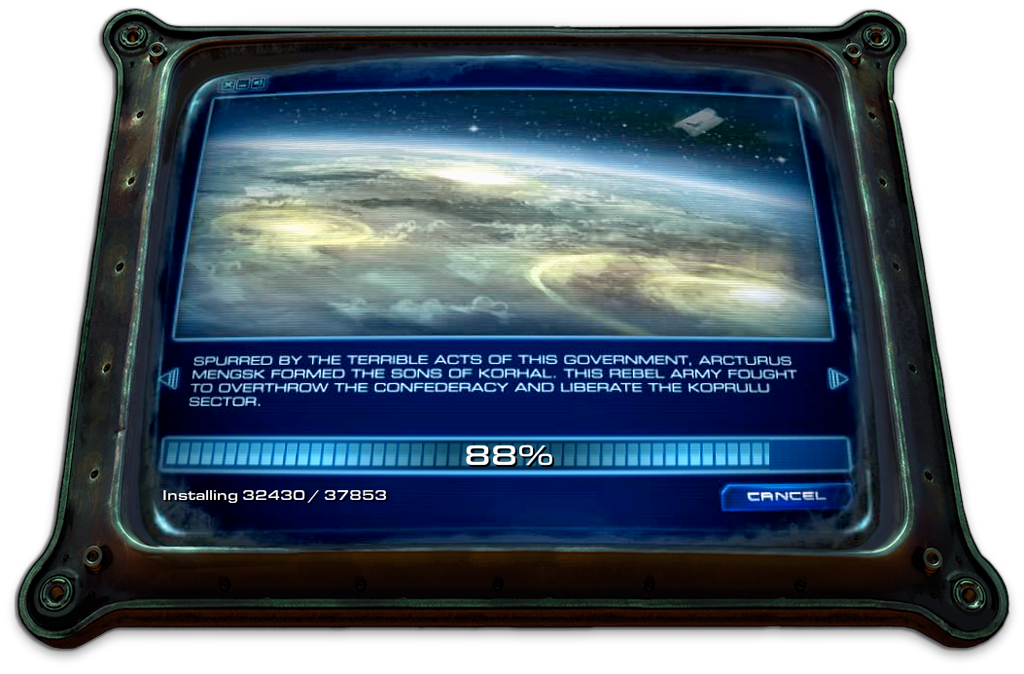 SPURRED BY THE TERRIBLE ACTS OF THIS GOVERNMENT, ARCTURUS
MENGSK FORMED THE SONS OF KORHAL. THIS REBEL ARMY FOUGHT
TO OVERTHROW THE CONFEDERACY AND LIBERATE THE KOPRULU
SECTOR.
88%
Installing 32430 / 37853
CANCEL